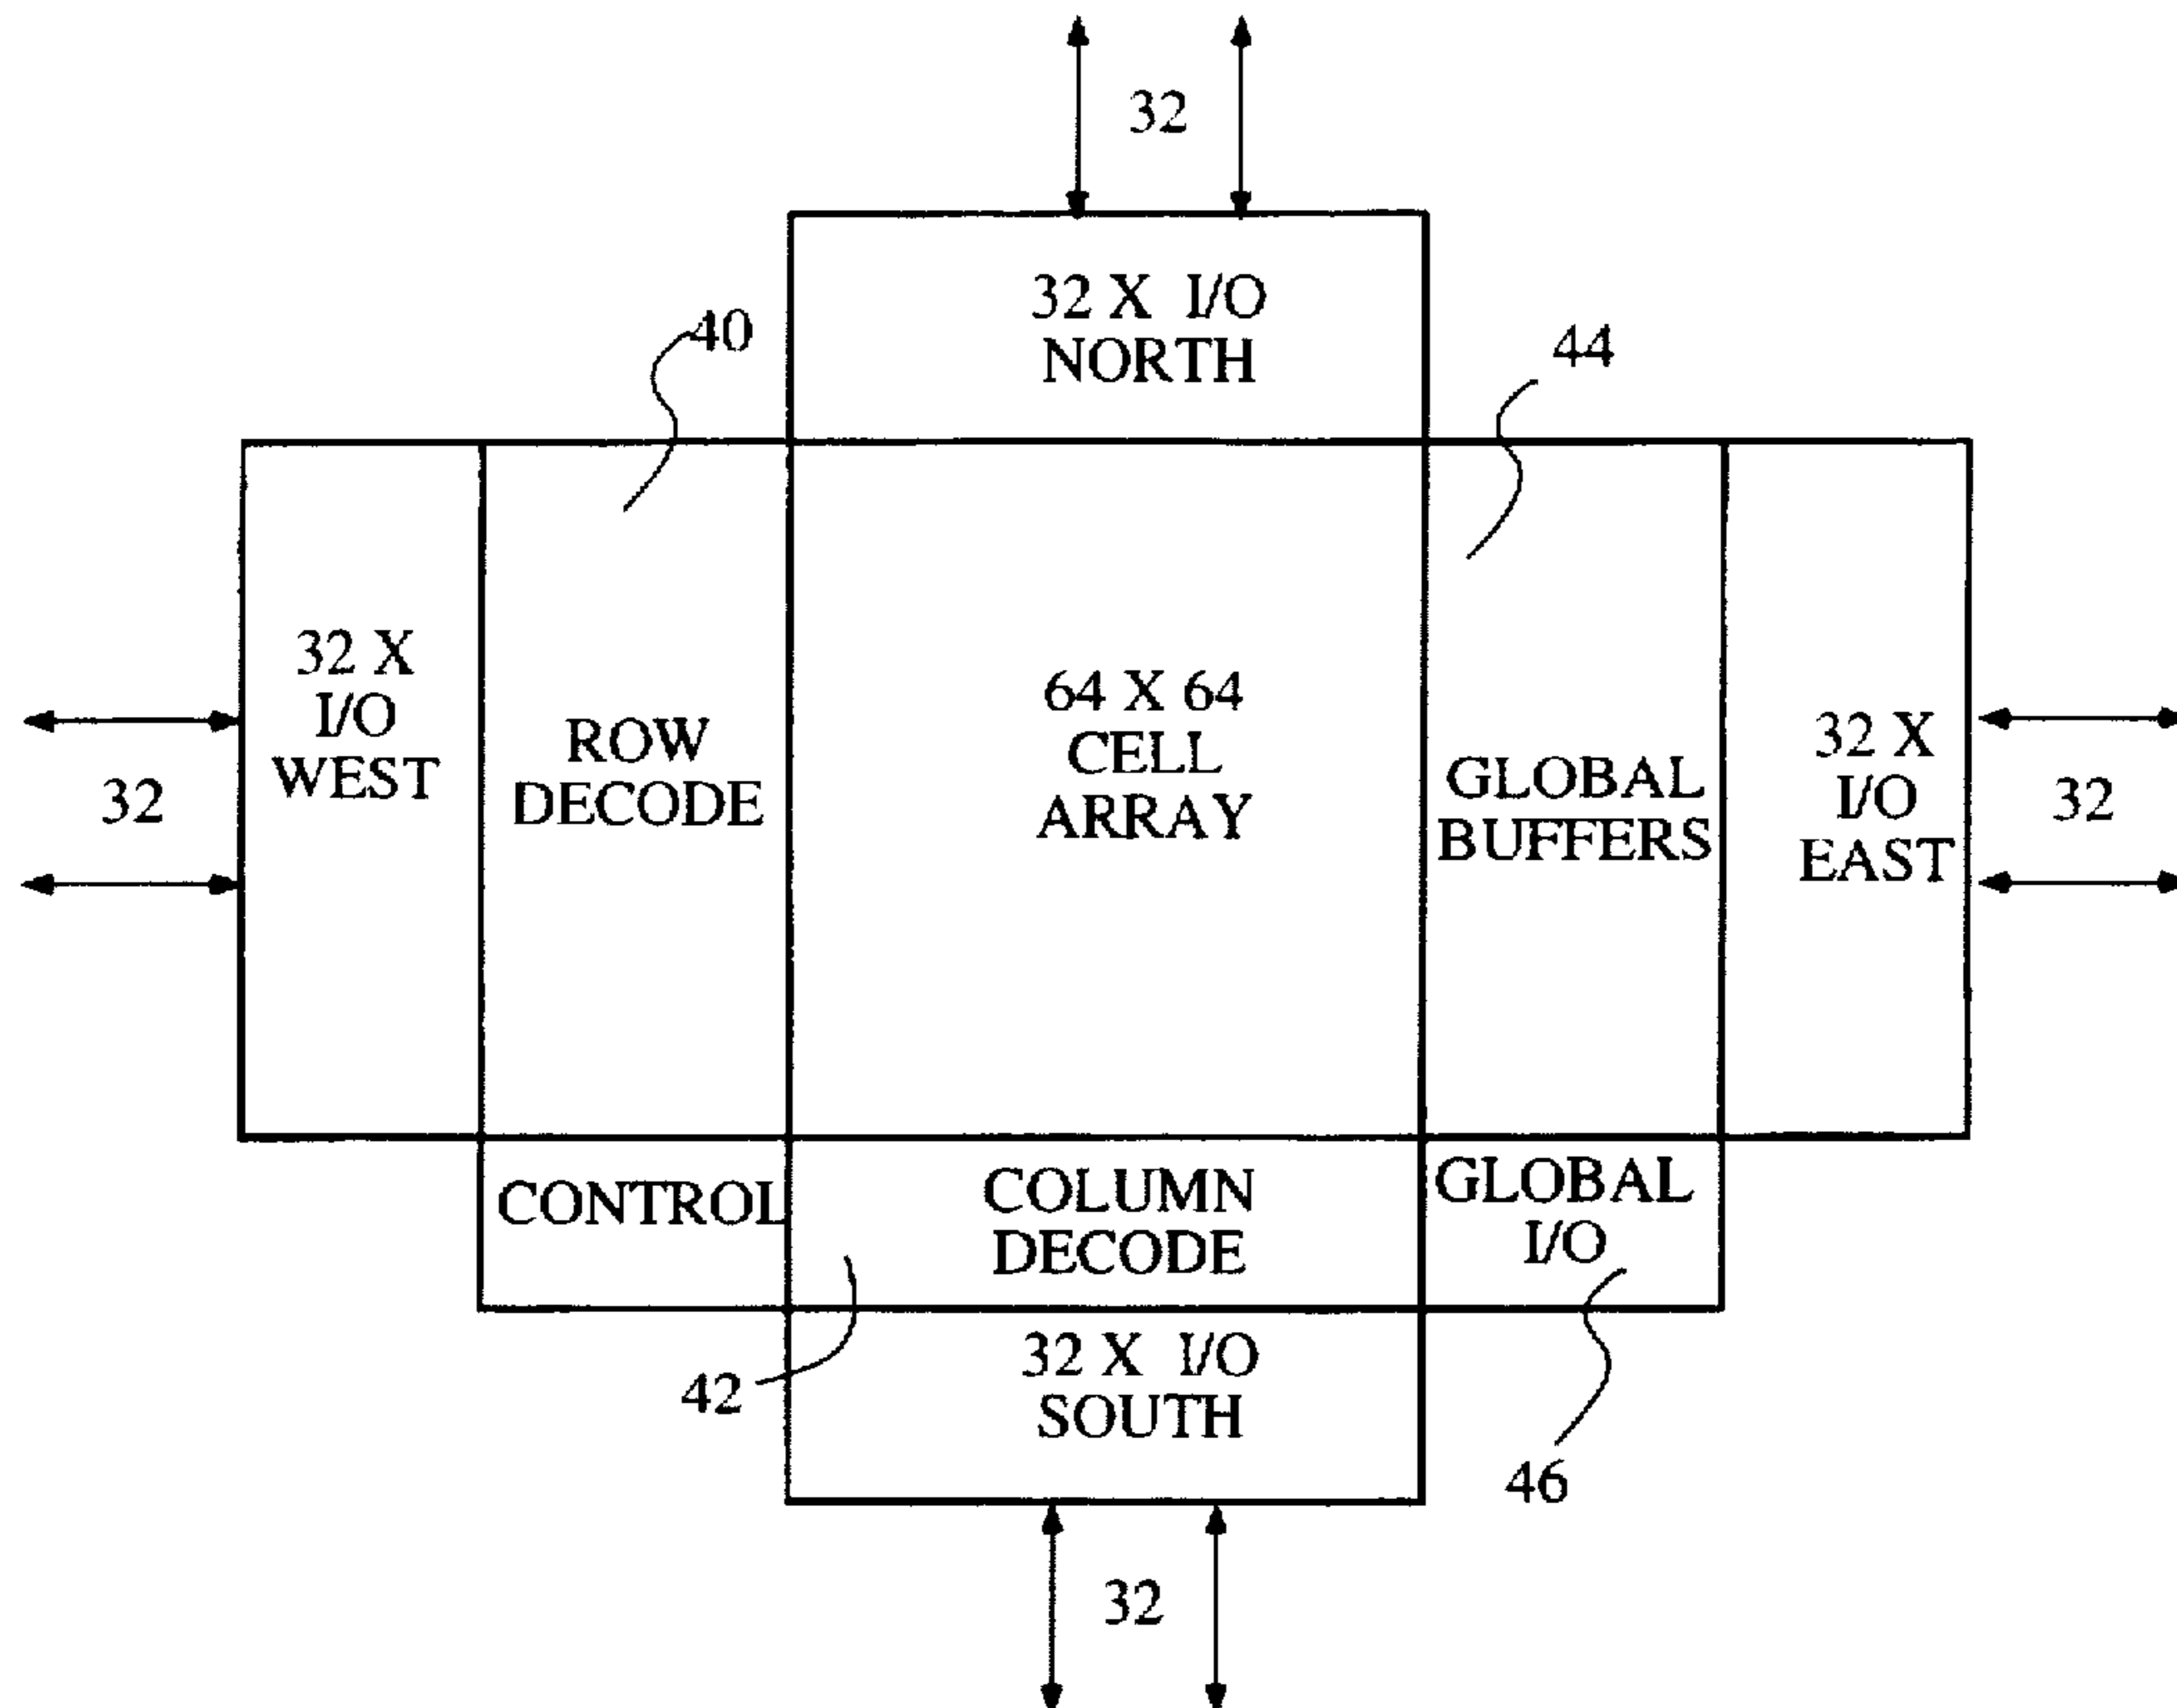 32
32 X I/O
NORTH
40
44
32 X
I/O
WEST
32
ROW
DECODE
64 X 64
CELL
ARRAY
GLOBAL
BUFFERS
32 X
I/O
EAST
32
CONTROL
COLUMN
DECODE
GLOBAL
I/O
42
32 X I/O
SOUTH
46
32